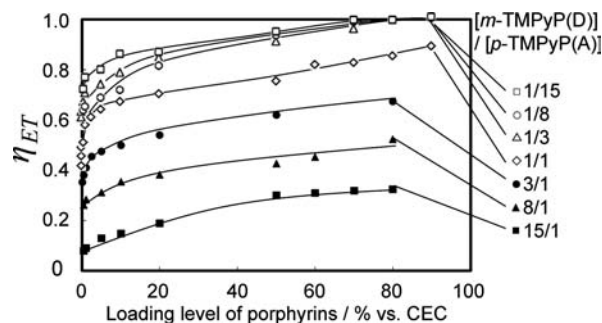 [m-TMPyP(D)]
/ [p-TMPyP(A)]
1.0
0.8
0.6
0.4
0.2
0
η_ET
1/15
1/8
1/3
1/1
3/1
8/1
15/1
0 20 40 60 80 100
Loading level of porphyrins / % vs. CEC